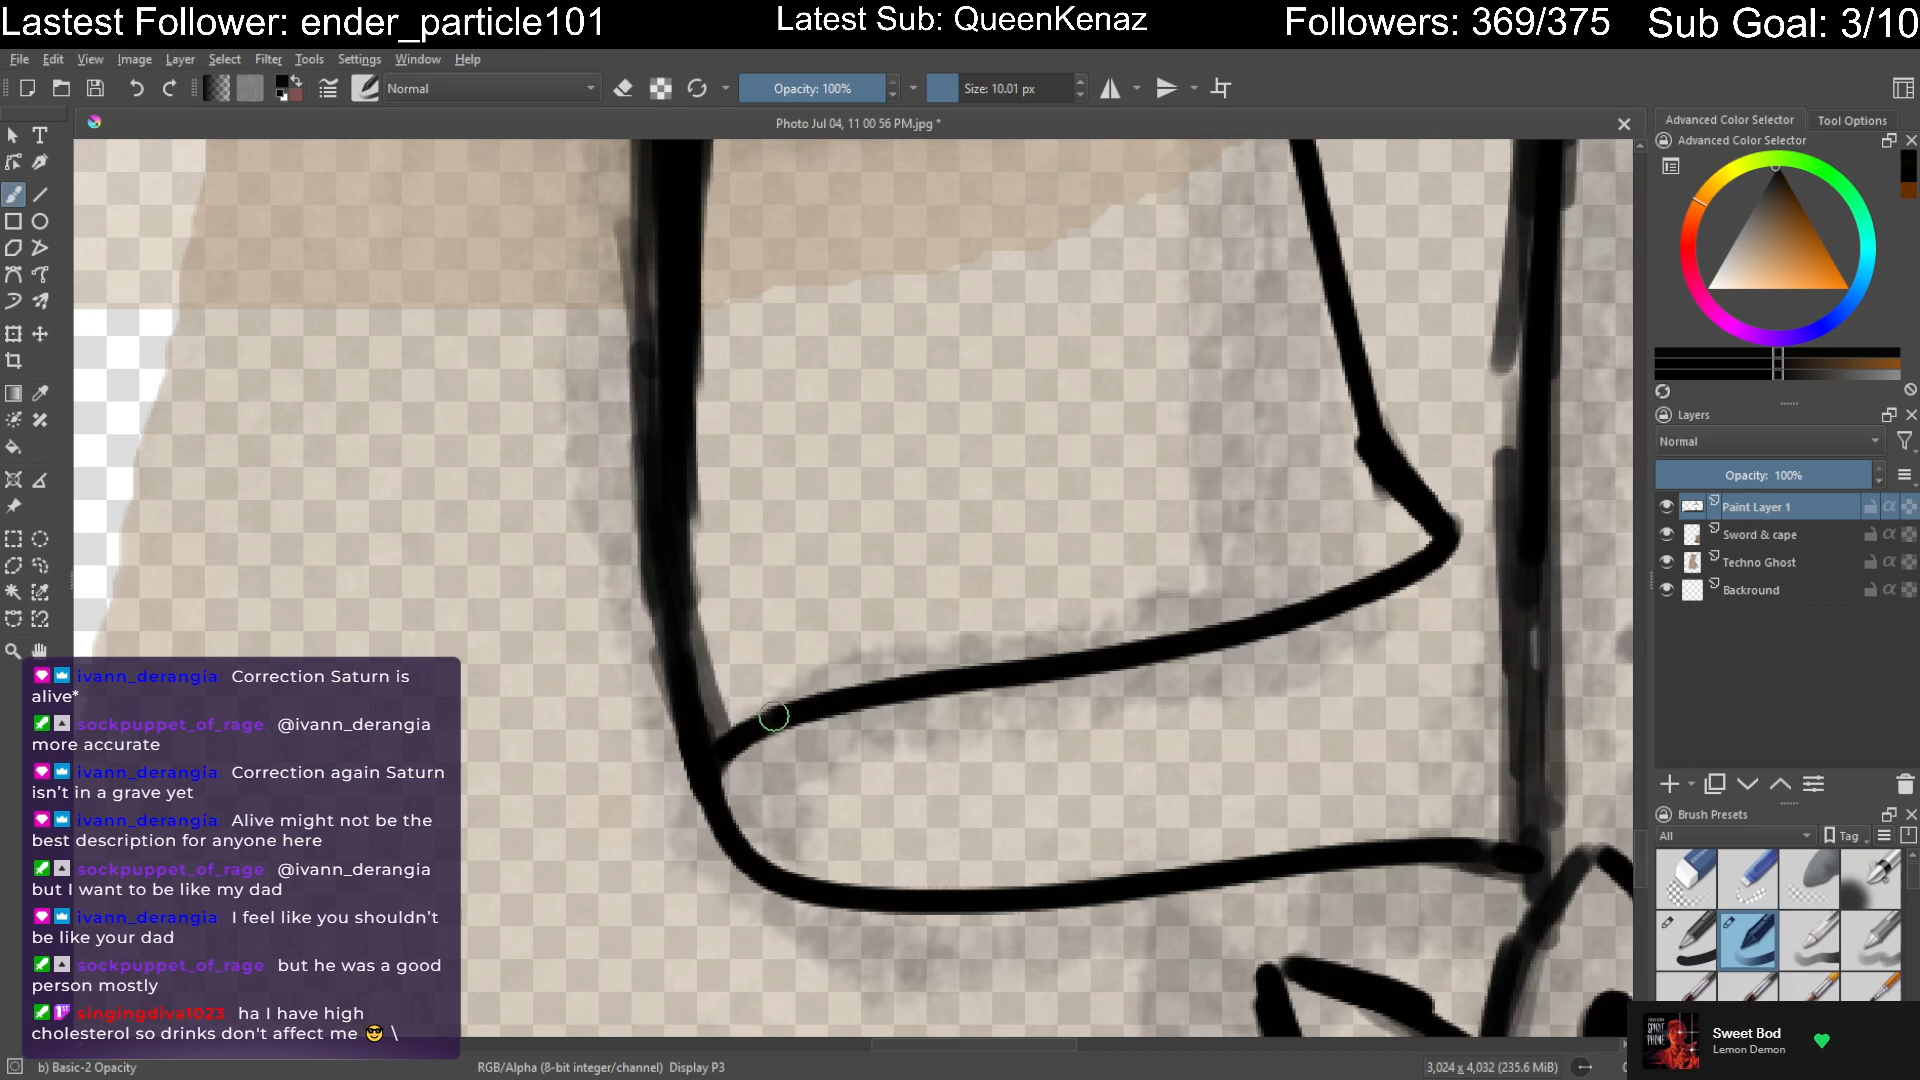 Lastest Follower: ender_particle101
Latest Sub: QueenKenaz
Followers: 369/375
Sub Goal: 3/10
File Edit View Image Layer Select Filter Tools Settings Window Help
Normal
Opacity: 100%
Size: 10.01 px
Photo Jul 04, 11 00 56 PM.jpg *
Advanced Color Selector
Tool Options
Advanced Color Selector
Layers
Normal
Opacity: 100%
Paint Layer 1
Sword & cape
Techno Ghost
Backround
Brush Presets
All
Tag
ivann_derangia: Correction Saturn is
alive*
sockpuppet_of_rage: @ivann_derangia
more accurate
ivann_derangia: Correction again Saturn
isn't in a grave yet
ivann_derangia: Alive might not be the
best description for anyone here
sockpuppet_of_rage: @ivann_derangia
but I want to be like my dad
ivann_derangia: I feel like you shouldn't
be like your dad
sockpuppet_of_rage: but he was a good
person mostly
singingdiva1023: ha I have high
cholesterol so drinks don't affect me 😎 \
Sweet Bod
Lemon Demon
b) Basic-2 Opacity
RGB/Alpha (8-bit integer/channel) Display P3
3,024 x 4,032 (235.6 MiB)